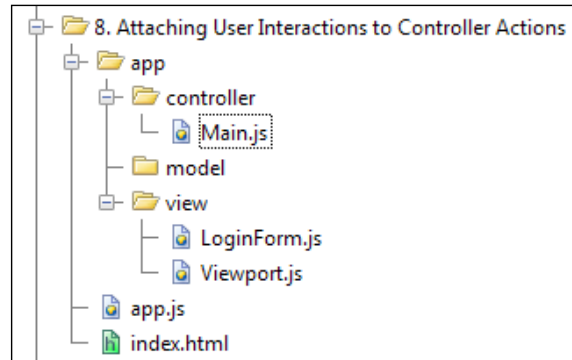 8. Attaching User Interactions to Controller Actions
app
controller
Main.js
model
view
LoginForm.js
Viewport.js
app.js
index.html